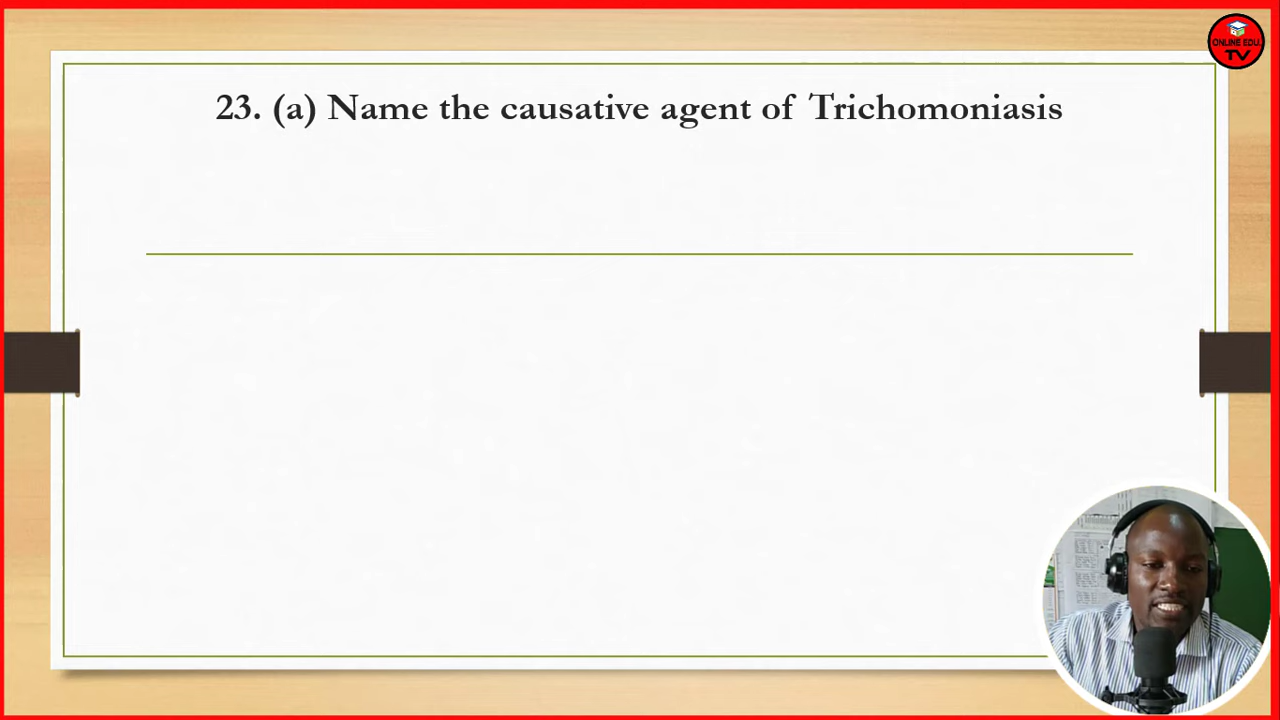 ONLINE EDU.
TV
23. (a) Name the causative agent of Trichomoniasis